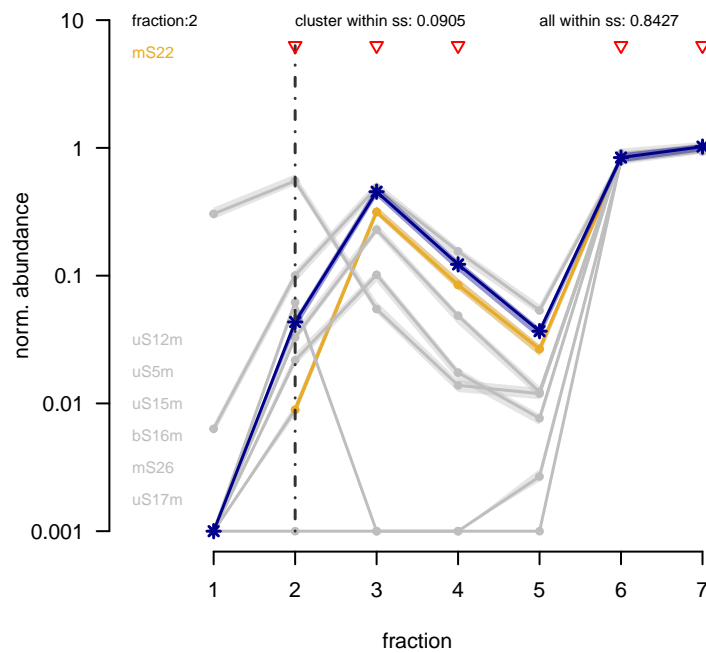 fraction:2 cluster within ss: 0.0905 all within ss: 0.8427
mS22
10
1
0.1
0.01
0.001
norm. abundance
uS12m
uS5m
uS15m
bS16m
mS26
uS17m
1 2 3 4 5 6 7
fraction